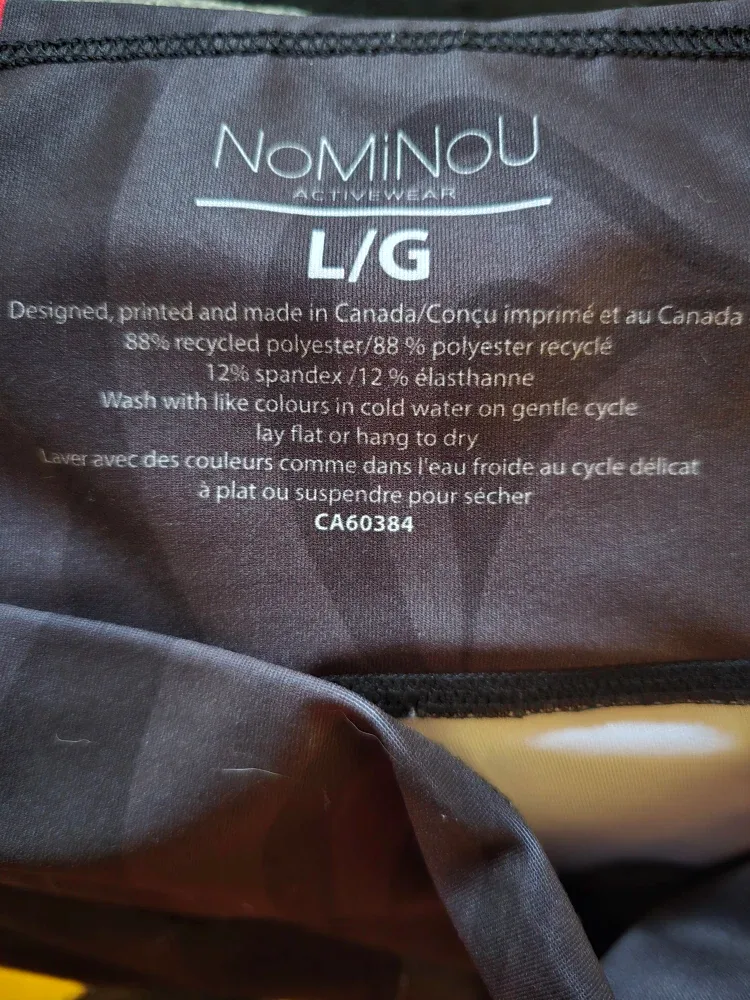 NoMiNoU
ACTIVEWEAR
L/G
Designed, printed and made in Canada/Conçu imprimé et au Canada
88% recycled polyester/88 % polyester recyclé
12% spandex /12 % élasthanne
Wash with like colours in cold water on gentle cycle
lay flat or hang to dry
Laver avec des couleurs comme dans l'eau froide au cycle délicat
à plat ou suspendre pour sécher
CA60384